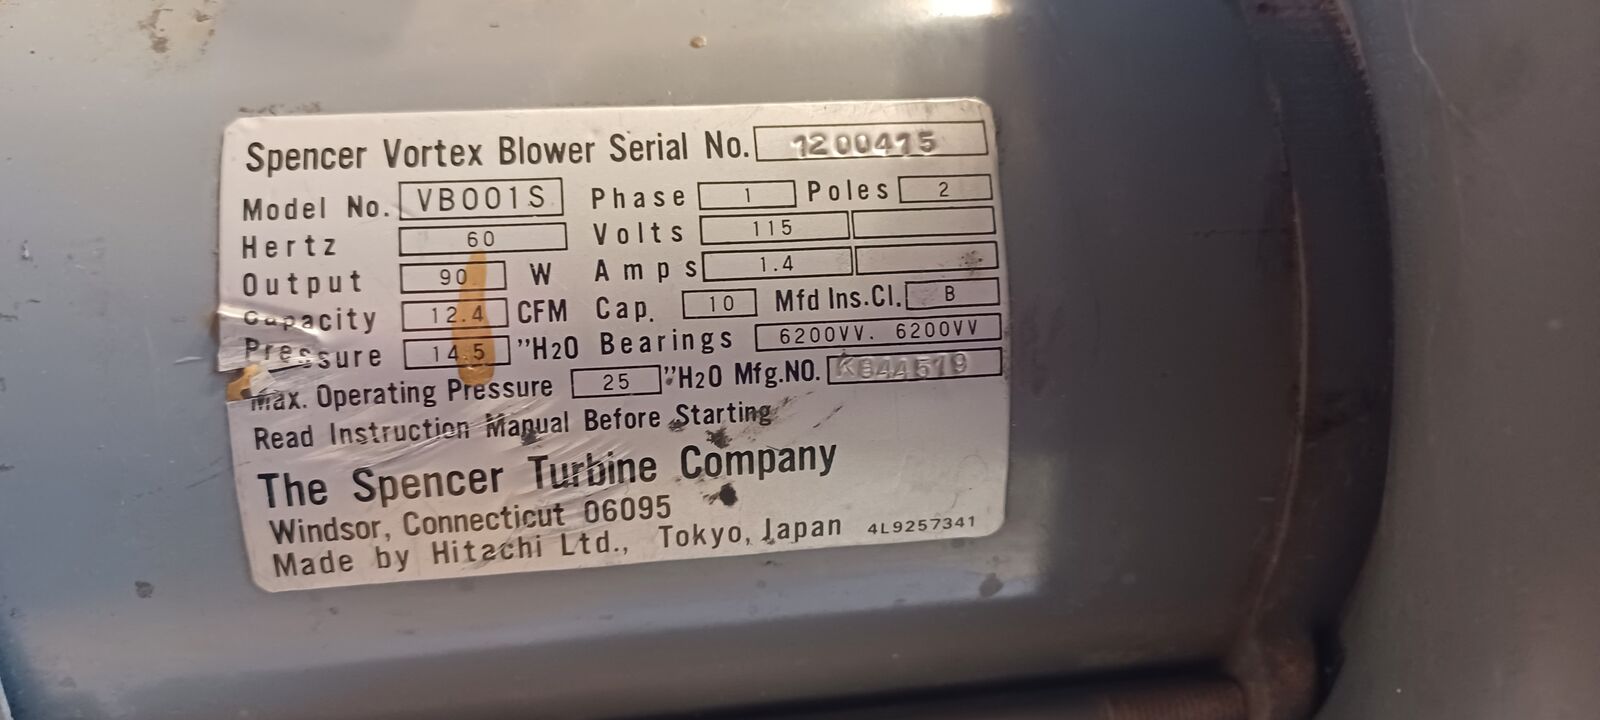 Spencer Vortex Blower Serial No. 1200415
Model No. VB001S Phase 1 Poles 2
Hertz 60 Volts 115
Output 90 W Amps 1.4
Capacity 12.4 CFM Cap. 10 Mfd Ins.Cl. B
Pressure 14.5 "H2O Bearings 6200VV. 6200VV
Max. Operating Pressure 25 "H2O Mfg.NO.
Read Instruction Manual Before Starting
The Spencer Turbine Company
Windsor, Connecticut 06095
Made by Hitachi Ltd., Tokyo, Japan 4L9257341